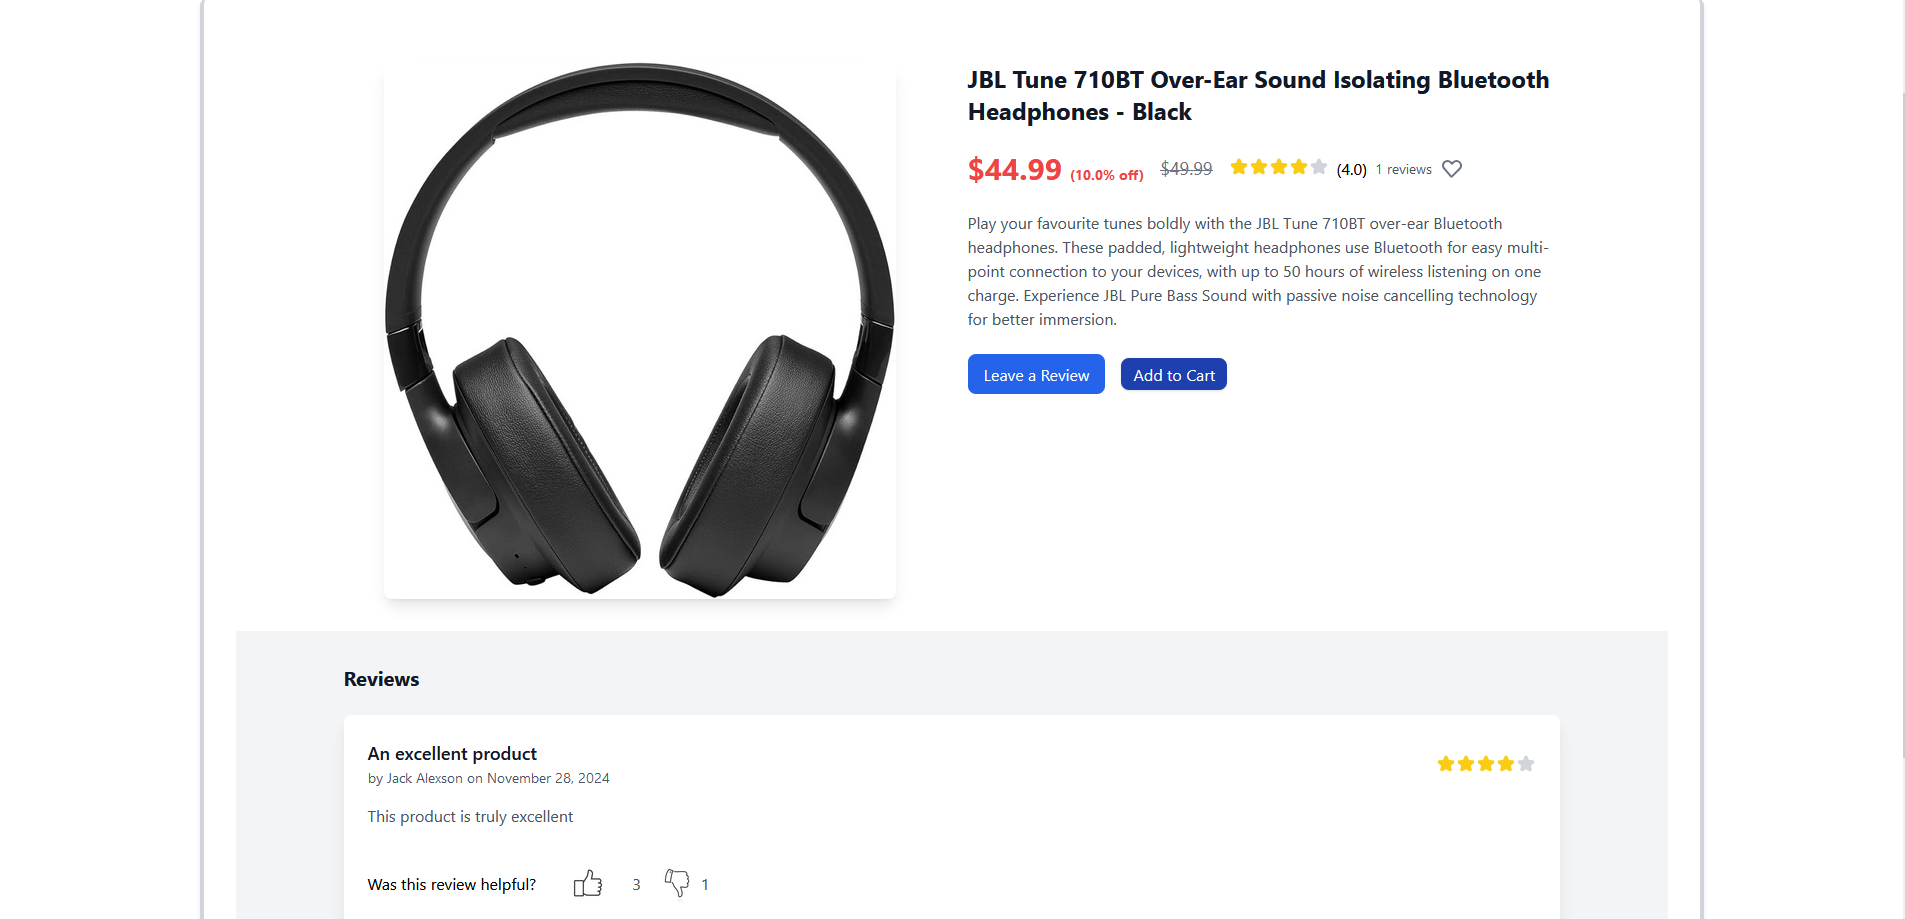 JBL Tune 710BT Over-Ear Sound Isolating Bluetooth
Headphones - Black
$44.99 (10.0% off) $49.99 (4.0) 1 reviews
Play your favourite tunes boldly with the JBL Tune 710BT over-ear Bluetooth
headphones. These padded, lightweight headphones use Bluetooth for easy multi-
point connection to your devices, with up to 50 hours of wireless listening on one
charge. Experience JBL Pure Bass Sound with passive noise cancelling technology
for better immersion.
Leave a Review Add to Cart
Reviews
An excellent product
by Jack Alexson on November 28, 2024
This product is truly excellent
Was this review helpful? 3 1